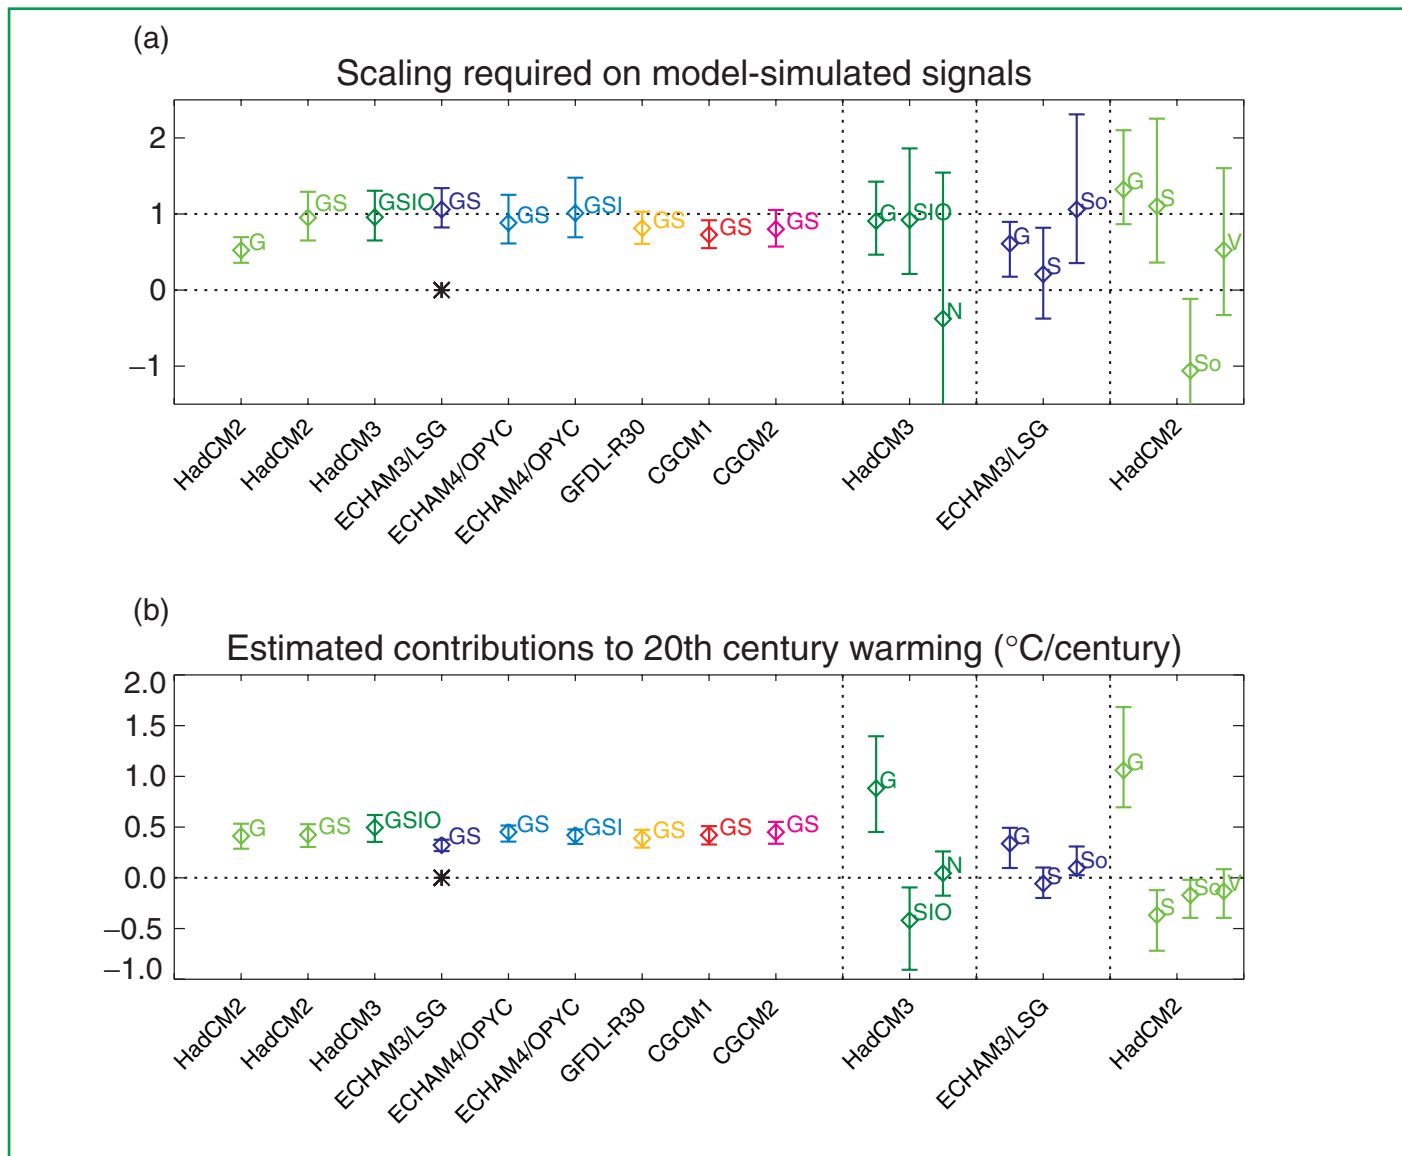 (a)
Scaling required on model-simulated signals
2
1
0
−1
G
GS
GSIO
GS
GS
GSI
GS
GS
GS
G
SIO
N
G
S
So
G
S
So
V
HadCM2
HadCM2
HadCM3
ECHAM3/LSG
ECHAM4/OPYC
ECHAM4/OPYC
GFDL-R30
CGCM1
CGCM2
HadCM3
ECHAM3/LSG
HadCM2
(b)
Estimated contributions to 20th century warming (°C/century)
2.0
1.5
1.0
0.5
0.0
−0.5
−1.0
G
GS
GSIO
GS
GS
GSI
GS
GS
GS
G
SIO
N
G
S
So
G
S
So
V
HadCM2
HadCM2
HadCM3
ECHAM3/LSG
ECHAM4/OPYC
ECHAM4/OPYC
GFDL-R30
CGCM1
CGCM2
HadCM3
ECHAM3/LSG
HadCM2